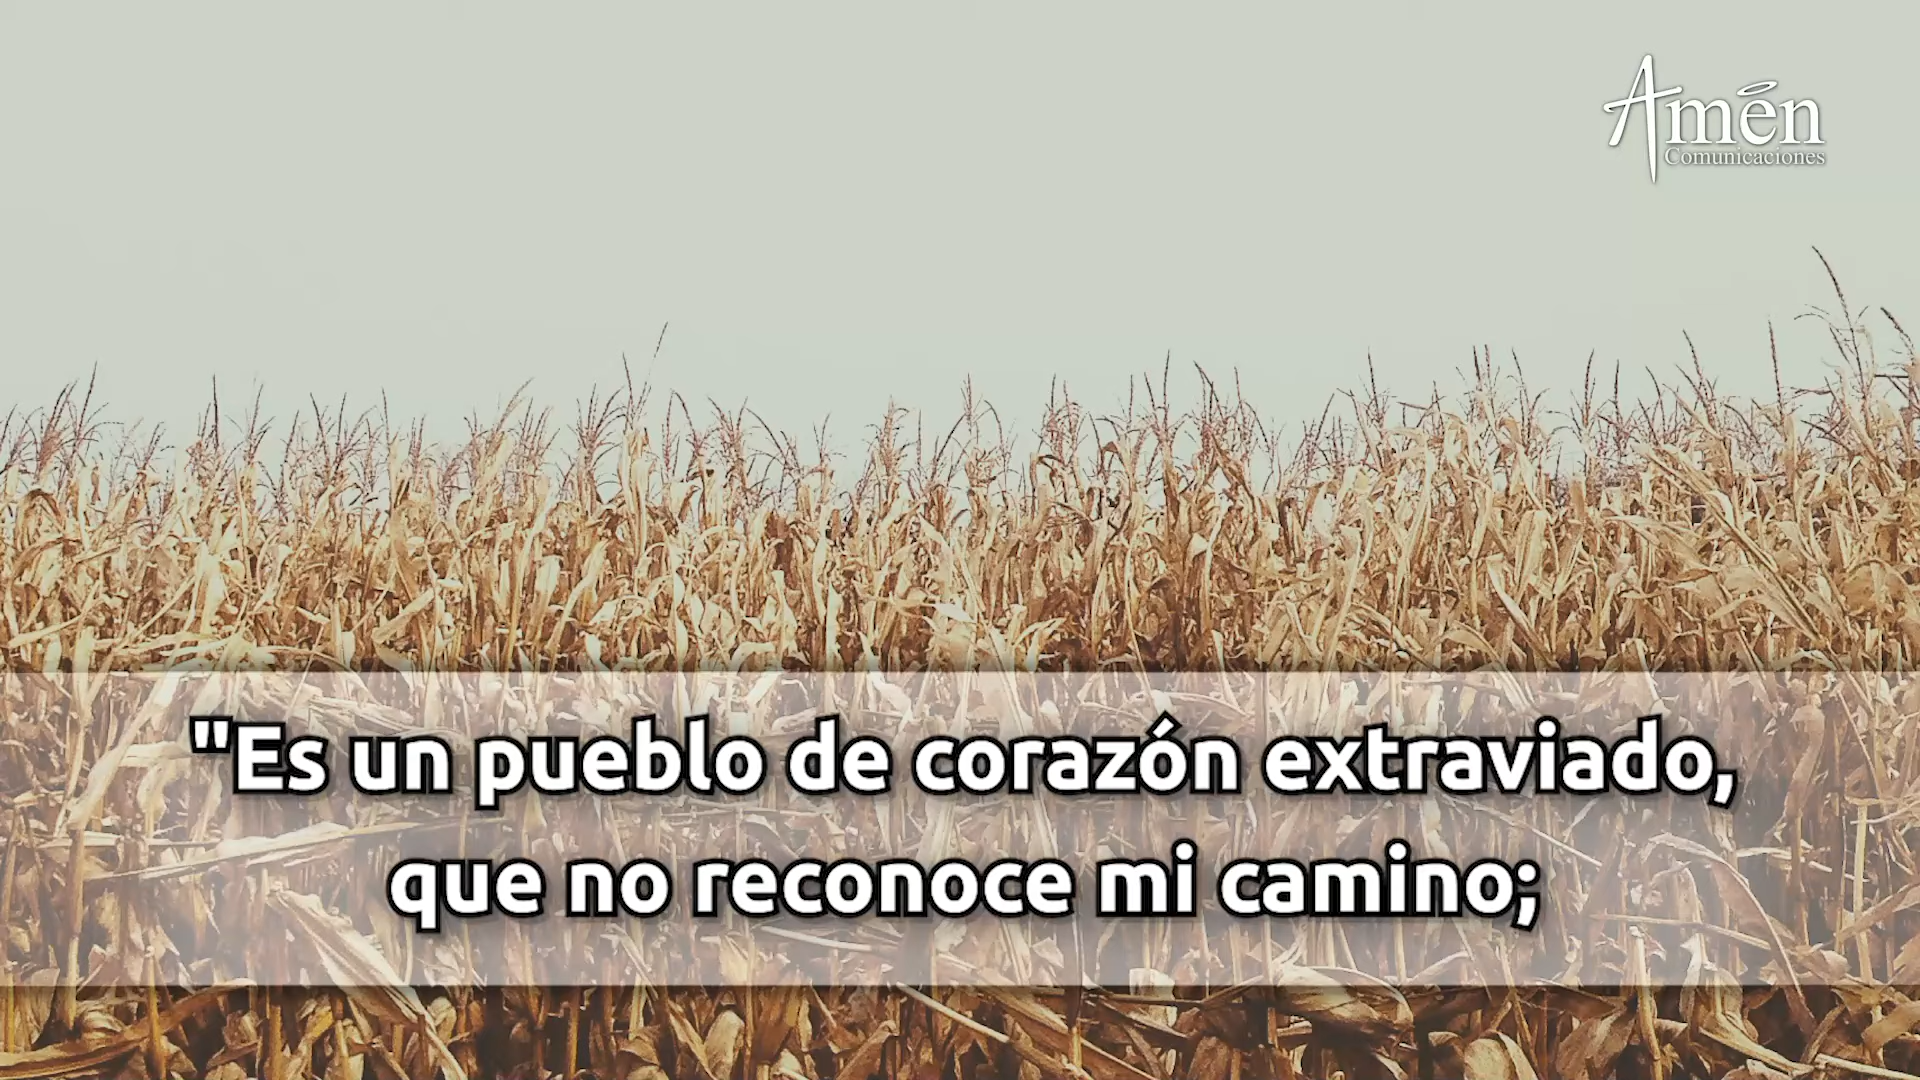 Amén
Comunicaciones
"Es un pueblo de corazón extraviado,
que no reconoce mi camino;